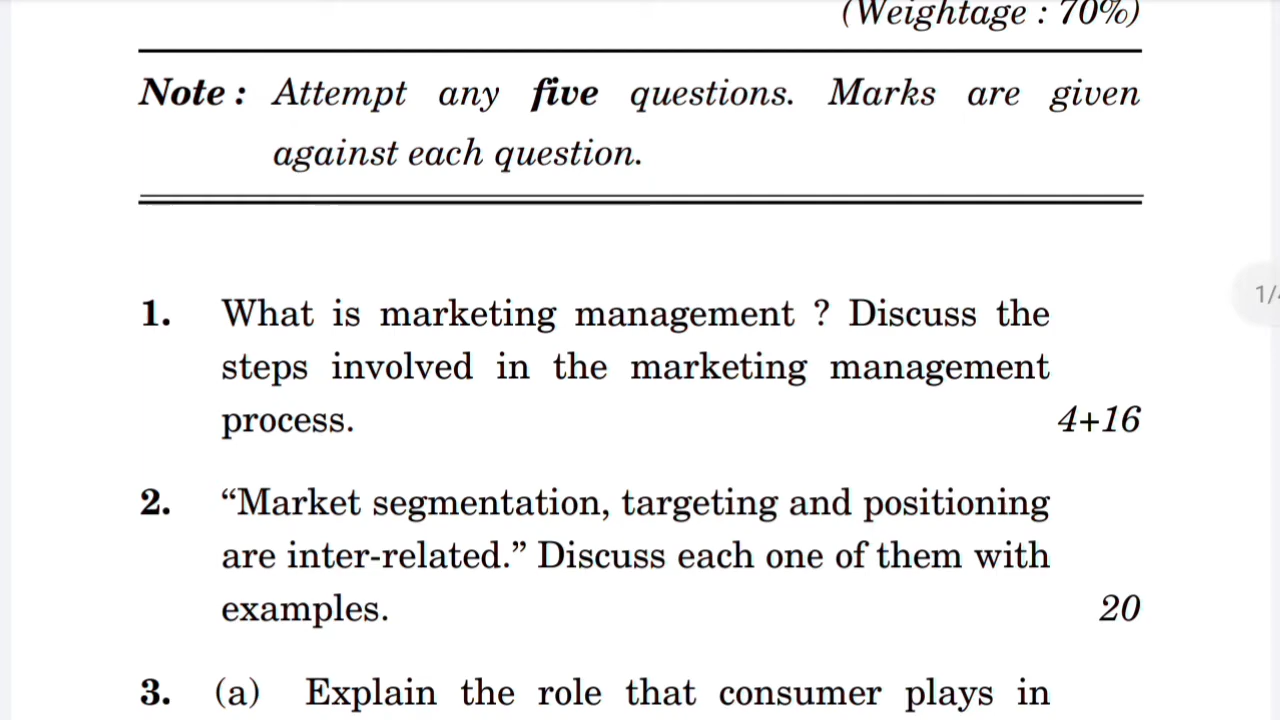 (Weightage : 70%)
Note : Attempt any five questions. Marks are given
against each question.
1/
1. What is marketing management ? Discuss the
steps involved in the marketing management
process. 4+16
2. “Market segmentation, targeting and positioning
are inter-related.” Discuss each one of them with
examples. 20
3. (a) Explain the role that consumer plays in